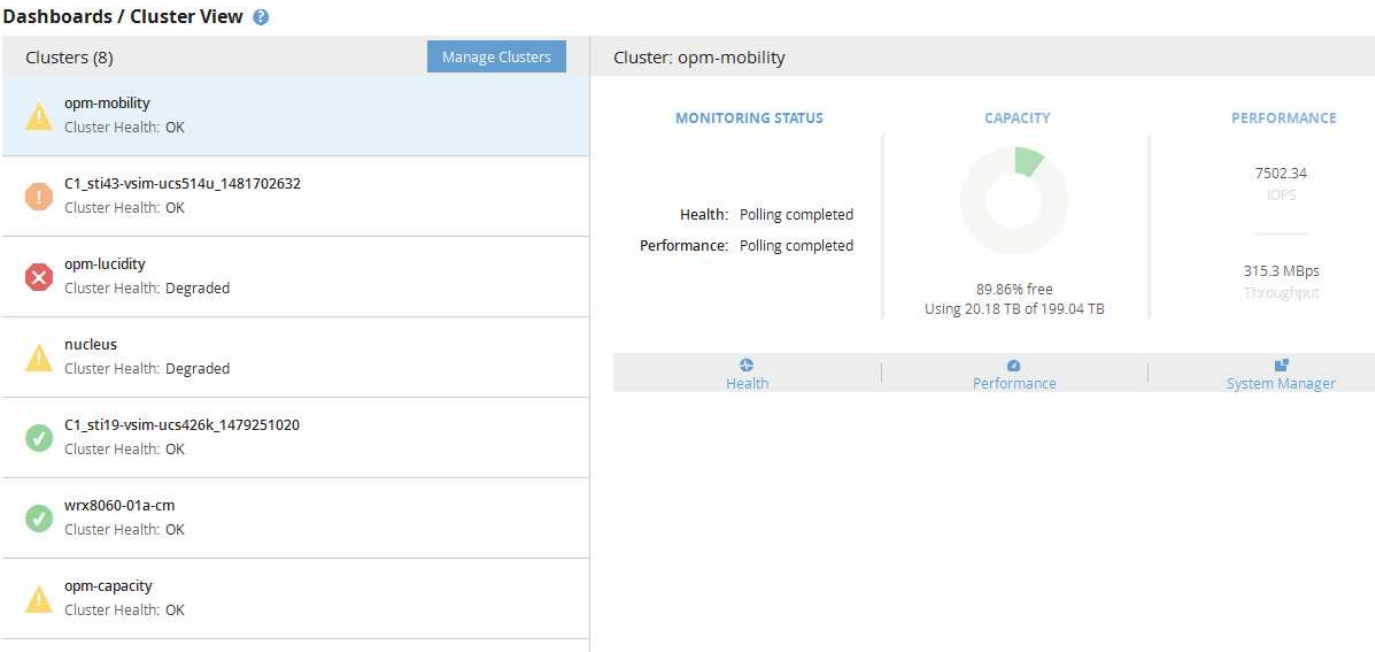 Dashboards / Cluster View ?
Clusters (8)
Manage Clusters
opm-mobility
Cluster Health: OK
C1_sti43-vsim-ucs514u_1481702632
Cluster Health: OK
opm-lucidity
Cluster Health: Degraded
nucleus
Cluster Health: Degraded
C1_sti19-vsim-ucs426k_1479251020
Cluster Health: OK
wrx8060-01a-cm
Cluster Health: OK
opm-capacity
Cluster Health: OK
Cluster: opm-mobility
MONITORING STATUS
Health: Polling completed
Performance: Polling completed
CAPACITY
89.86% free
Using 20.18 TB of 199.04 TB
PERFORMANCE
7502.34
IOPS
315.3 MBps
Throughput
Health
Performance
System Manager